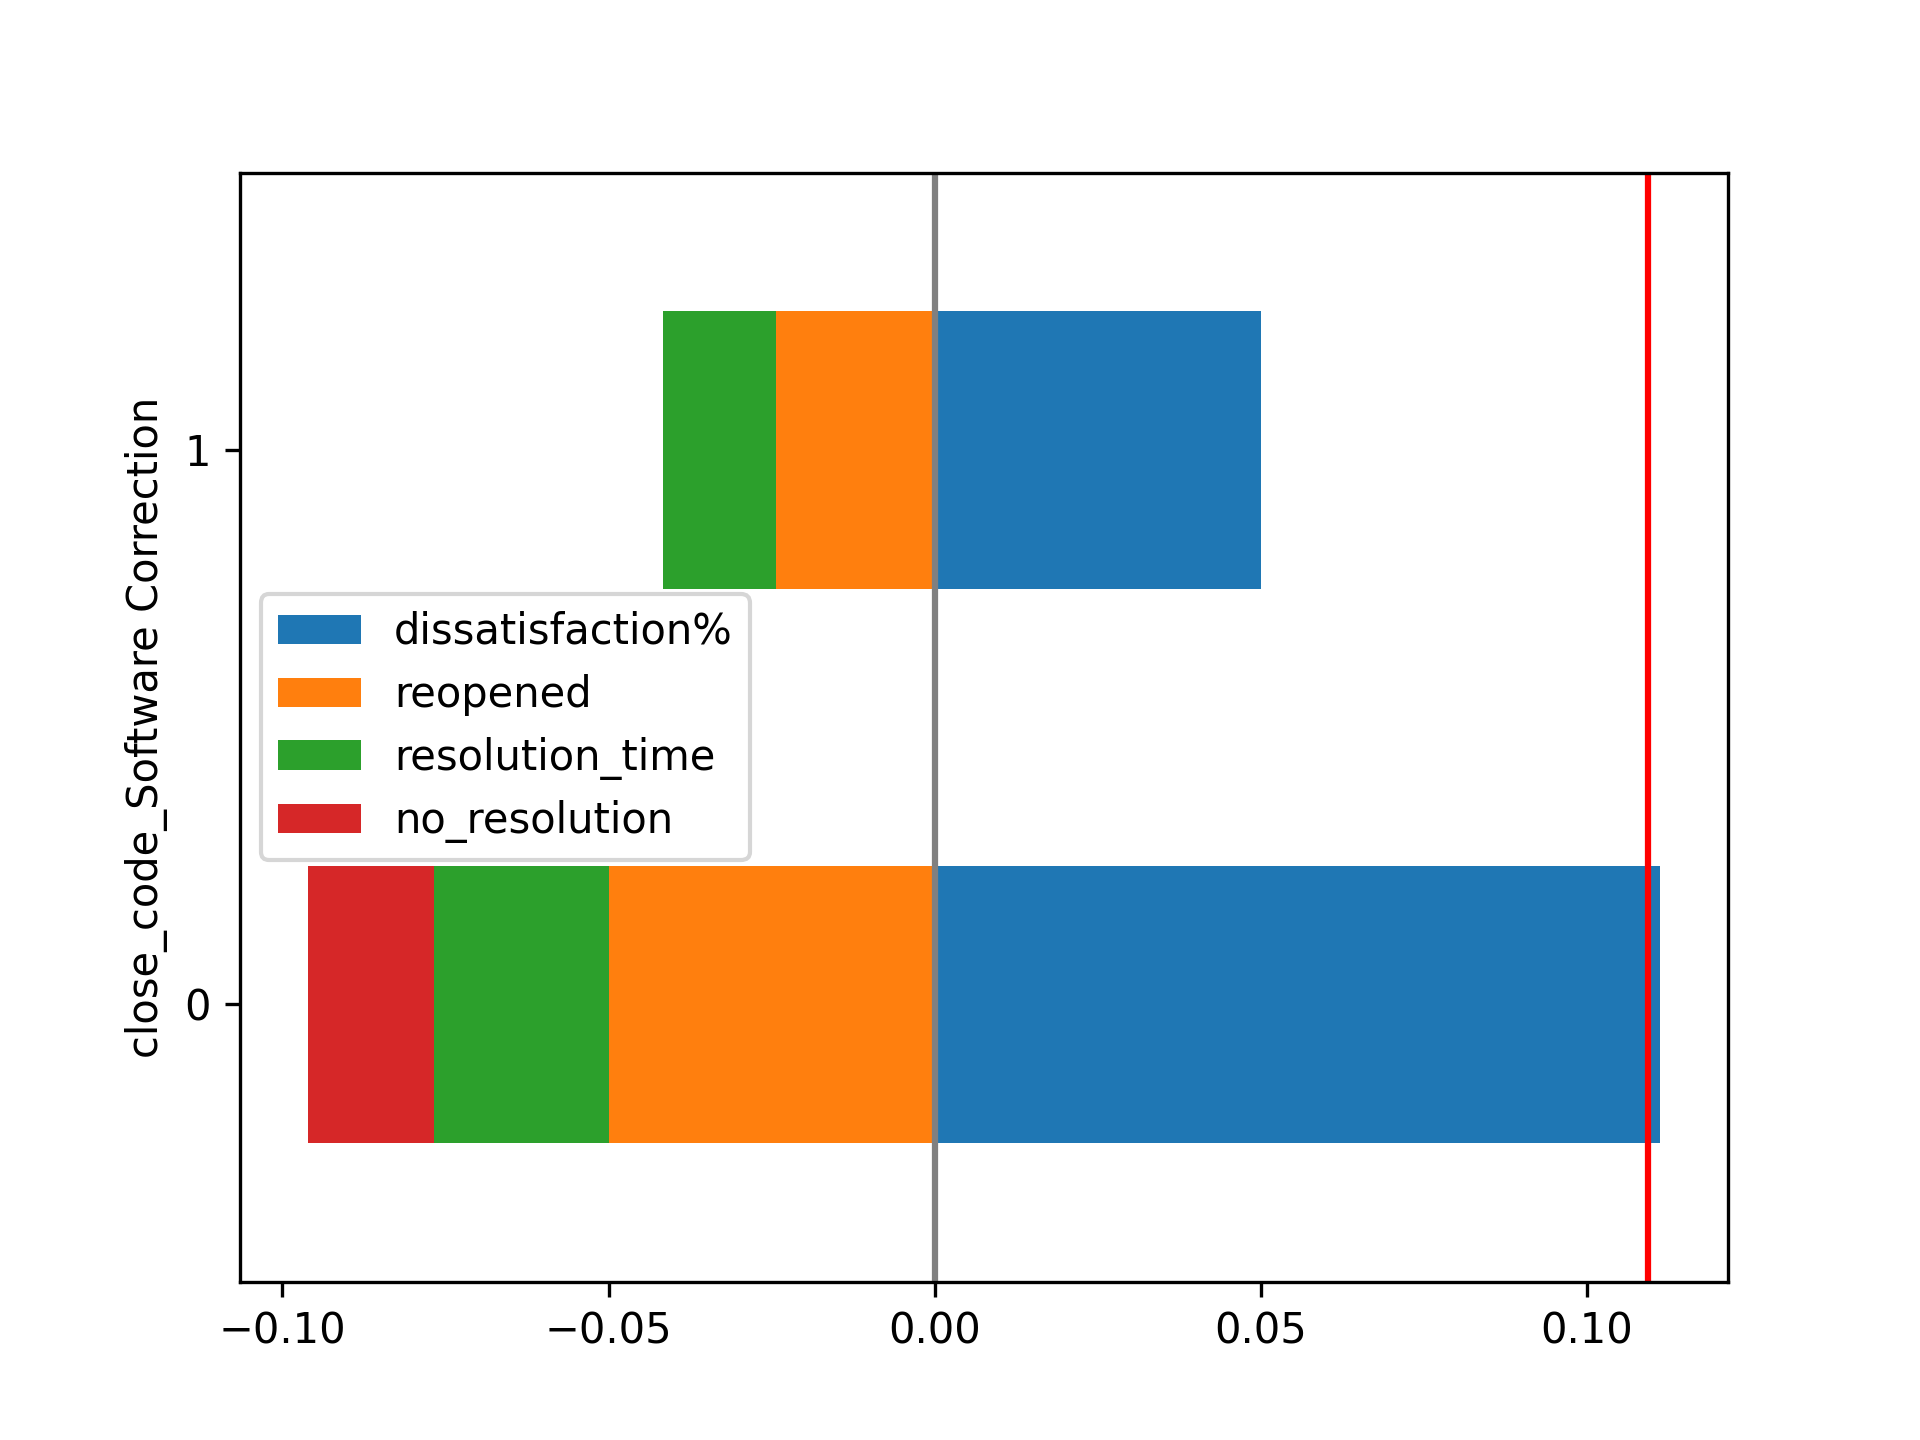 close_code_Software Correction
1
0
dissatisfaction%
reopened
resolution_time
no_resolution
−0.10
−0.05
0.00
0.05
0.10